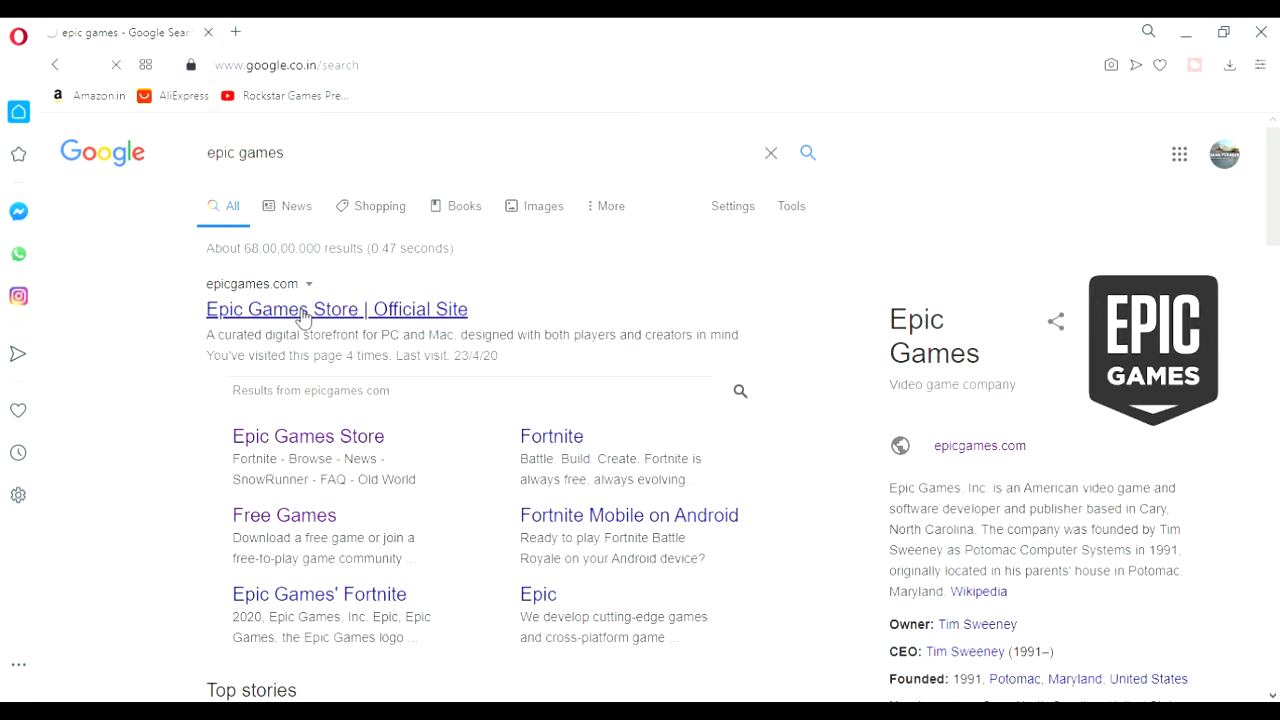 epic games - Google Sear
www.google.co.in/search
a Amazon.in AliExpress Rockstar Games Pre...
Google
epic games
All News Shopping Books Images More Settings Tools
About 68,00,00,000 results (0.47 seconds)
epicgames.com
Epic Games Store | Official Site
A curated digital storefront for PC and Mac, designed with both players and creators in mind
You've visited this page 4 times. Last visit: 23/4/20
Results from epicgames.com
Epic Games Store
Fortnite - Browse - News -
SnowRunner - FAQ - Old World
Fortnite
Battle. Build. Create. Fortnite is
always free, always evolving ...
Free Games
Download a free game or join a
free-to-play game community ...
Fortnite Mobile on Android
Ready to play Fortnite Battle
Royale on your Android device?
Epic Games' Fortnite
2020, Epic Games, Inc. Epic, Epic
Games, the Epic Games logo ...
Epic
We develop cutting-edge games
and cross-platform game ...
Top stories
Epic
Games
Video game company
EPIC
GAMES
epicgames.com
Epic Games, Inc. is an American video game and
software developer and publisher based in Cary,
North Carolina. The company was founded by Tim
Sweeney as Potomac Computer Systems in 1991,
originally located in his parents' house in Potomac,
Maryland. Wikipedia
Owner: Tim Sweeney
CEO: Tim Sweeney (1991–)
Founded: 1991, Potomac, Maryland, United States